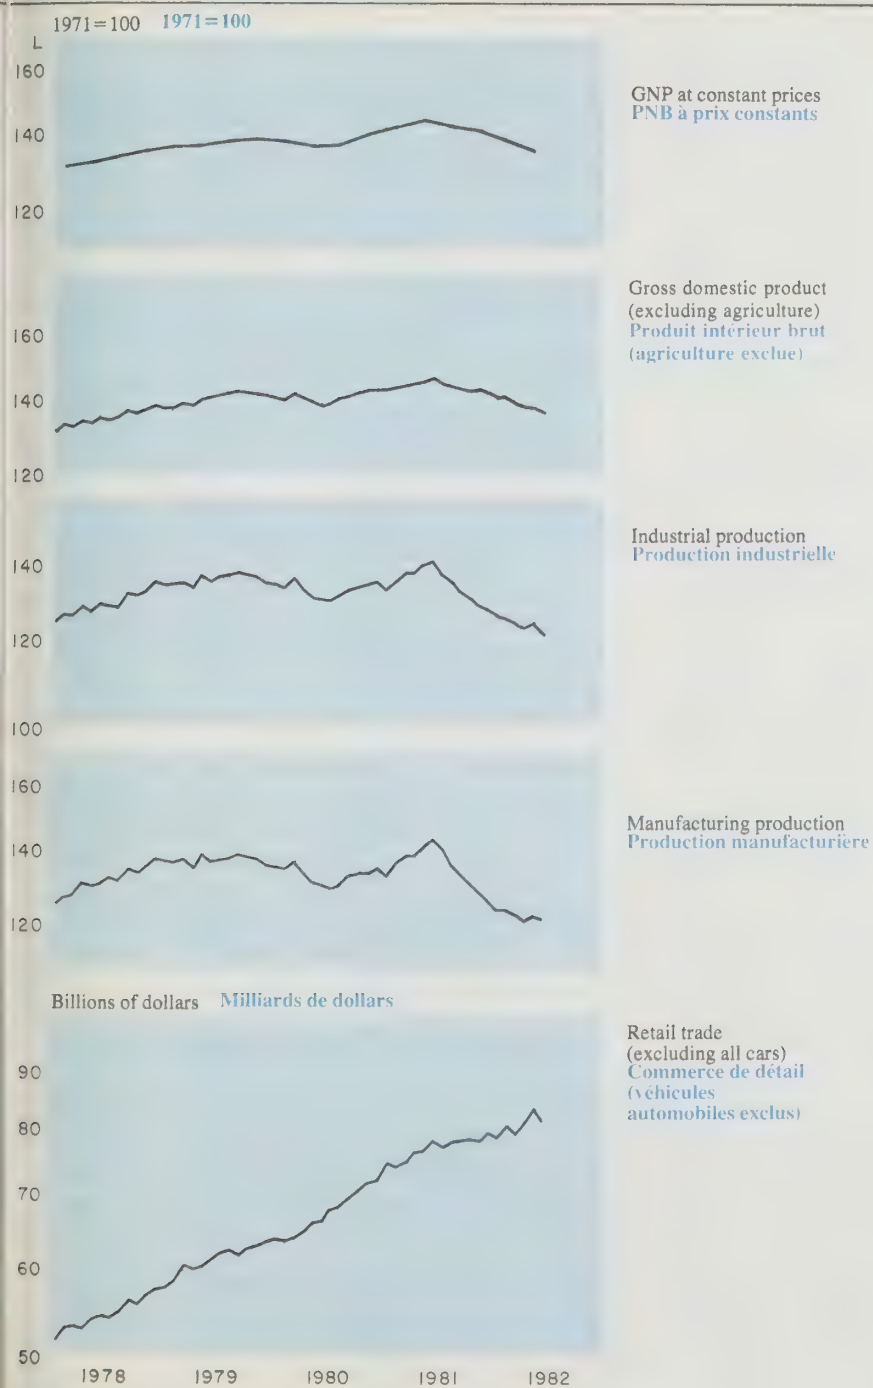 1971=100 1971=100
L
160
140
120
GNP at constant prices
PNB à prix constants
160
140
120
Gross domestic product
(excluding agriculture)
Produit intérieur brut
(agriculture exclue)
140
120
100
Industrial production
Production industrielle
160
140
120
Manufacturing production
Production manufacturière
Billions of dollars Milliards de dollars
90
80
70
60
50
Retail trade
(excluding all cars)
Commerce de détail
(véhicules
automobiles exclus)
1978 1979 1980 1981 1982